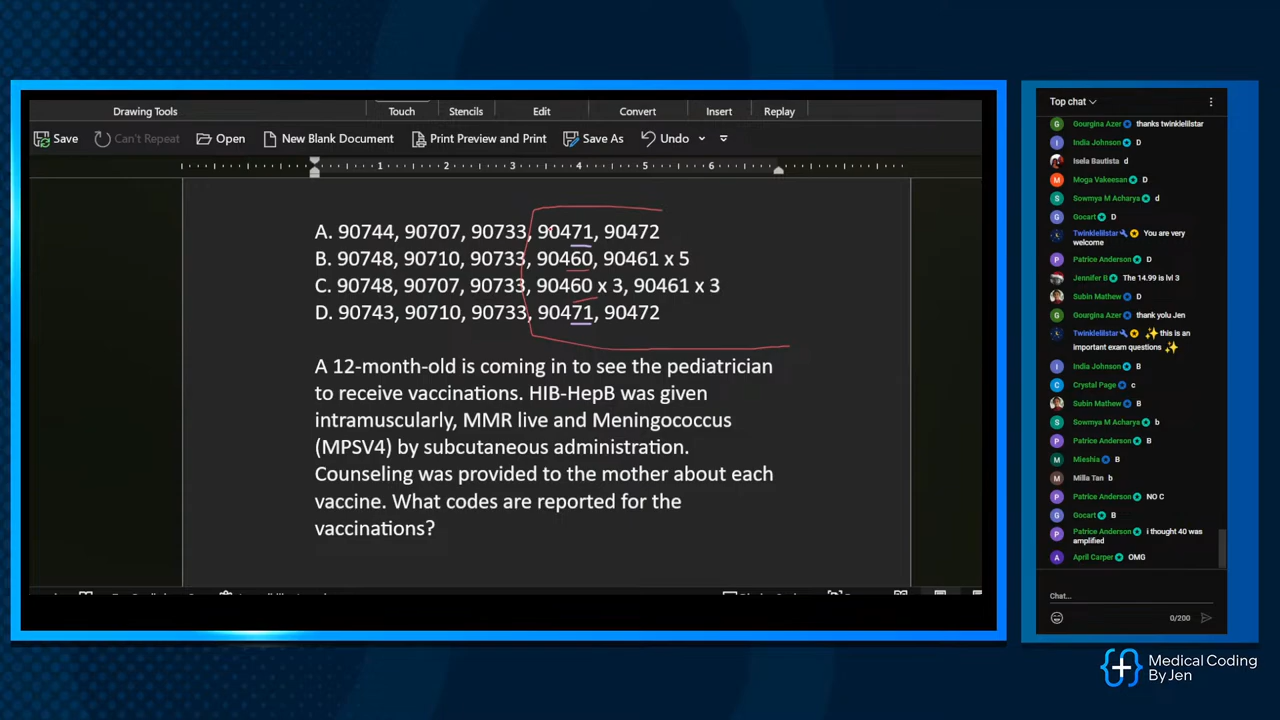 Drawing Tools
Touch
Stencils
Edit
Convert
Insert
Replay
Save
Can't Repeat
Open
New Blank Document
Print Preview and Print
Save As
Undo
1 2 3 4 5 6
A. 90744, 90707, 90733, 90471, 90472
B. 90748, 90710, 90733, 90460, 90461 x 5
C. 90748, 90707, 90733, 90460 x 3, 90461 x 3
D. 90743, 90710, 90733, 90471, 90472
A 12-month-old is coming in to see the pediatrician
to receive vaccinations. HIB-HepB was given
intramuscularly, MMR live and Meningococcus
(MPSV4) by subcutaneous administration.
Counseling was provided to the mother about each
vaccine. What codes are reported for the
vaccinations?
Top chat
Gourgina Azer thanks twinklelilstar
India Johnson D
Isela Bautista d
Moga Vakeesan D
Sowmya M Acharya d
Gocart D
Twinklelilstar You are very
welcome
Patrice Anderson D
Jennifer B The 14.99 is lvl 3
Subin Mathew D
Gourgina Azer thank yolu Jen
Twinklelilstar ✨ this is an
important exam questions ✨
India Johnson B
Crystal Page c
Subin Mathew B
Sowmya M Acharya b
Patrice Anderson B
Mieshia B
Milla Tan b
Patrice Anderson NO C
Gocart B
Patrice Anderson i thought 40 was
amplified
April Carper OMG
Chat...
0/200
Medical Coding
By Jen